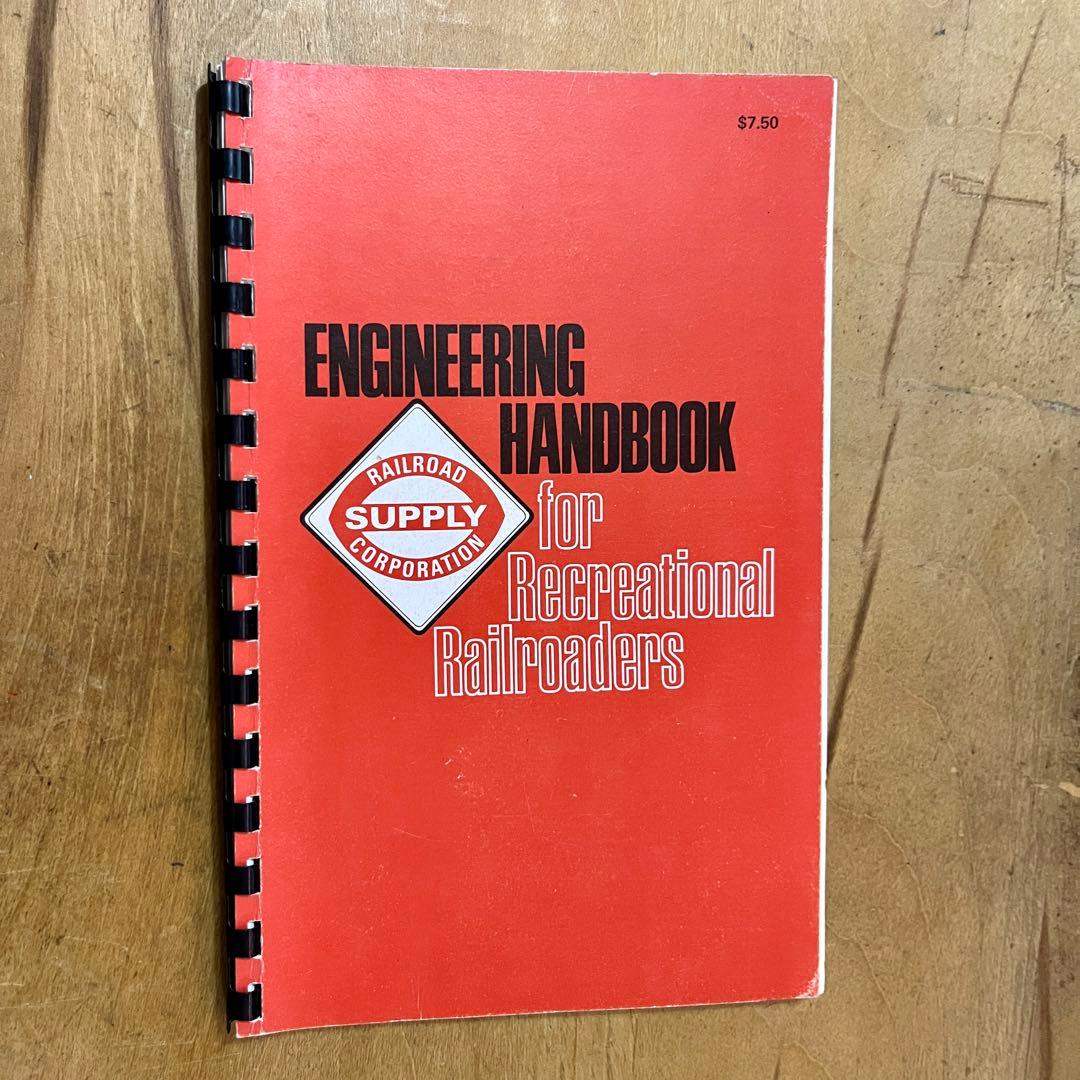 $7.50
ENGINEERING
HANDBOOK
RAILROAD
SUPPLY
CORPORATION
for
Recreational
Railroaders